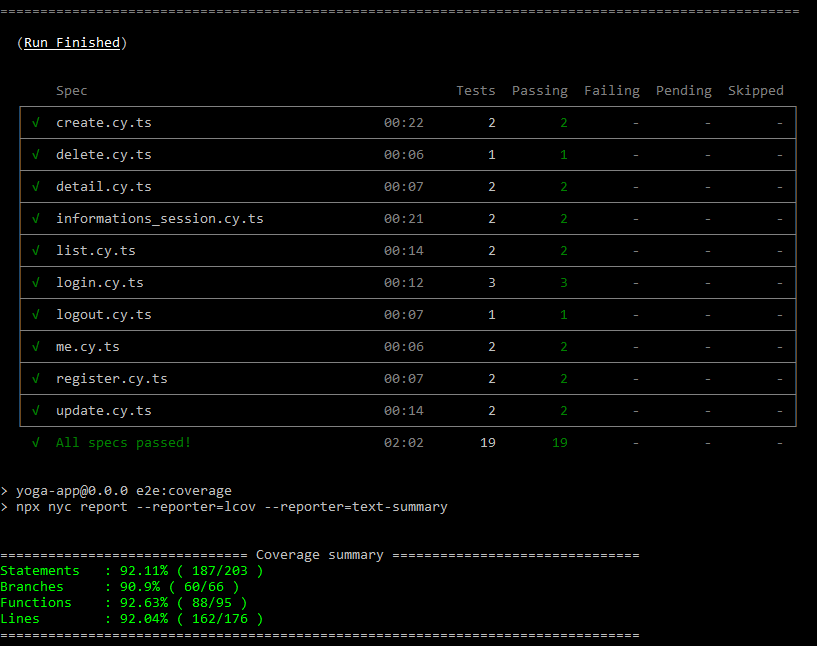 ====================================================================================================
(Run Finished)
Spec Tests Passing Failing Pending Skipped
√ create.cy.ts 00:22 2 2 - - -
√ delete.cy.ts 00:06 1 1 - - -
√ detail.cy.ts 00:07 2 2 - - -
√ informations_session.cy.ts 00:21 2 2 - - -
√ list.cy.ts 00:14 2 2 - - -
√ login.cy.ts 00:12 3 3 - - -
√ logout.cy.ts 00:07 1 1 - - -
√ me.cy.ts 00:06 2 2 - - -
√ register.cy.ts 00:07 2 2 - - -
√ update.cy.ts 00:14 2 2 - - -
√ All specs passed! 02:02 19 19 - - -
> yoga-app@0.0.0 e2e:coverage
> npx nyc report --reporter=lcov --reporter=text-summary
=============================== Coverage summary ===============================
Statements : 92.11% ( 187/203 )
Branches : 90.9% ( 60/66 )
Functions : 92.63% ( 88/95 )
Lines : 92.04% ( 162/176 )
================================================================================